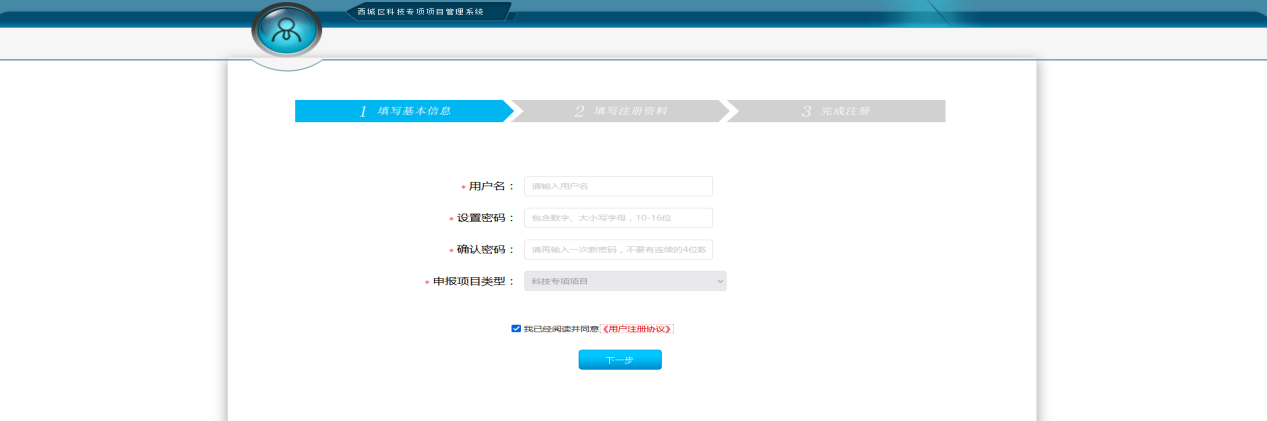 西城区科技专项项目管理系统
1 填写基本信息 2 填写注册资料 3 完成注册
* 用户名： 请输入用户名
* 设置密码： 包含数字、大小写字母，10-16位
* 确认密码： 请再输入一次新密码，不要有连续的4位数
* 申报项目类型： 科技专项项目
我已经阅读并同意《用户注册协议》
下一步